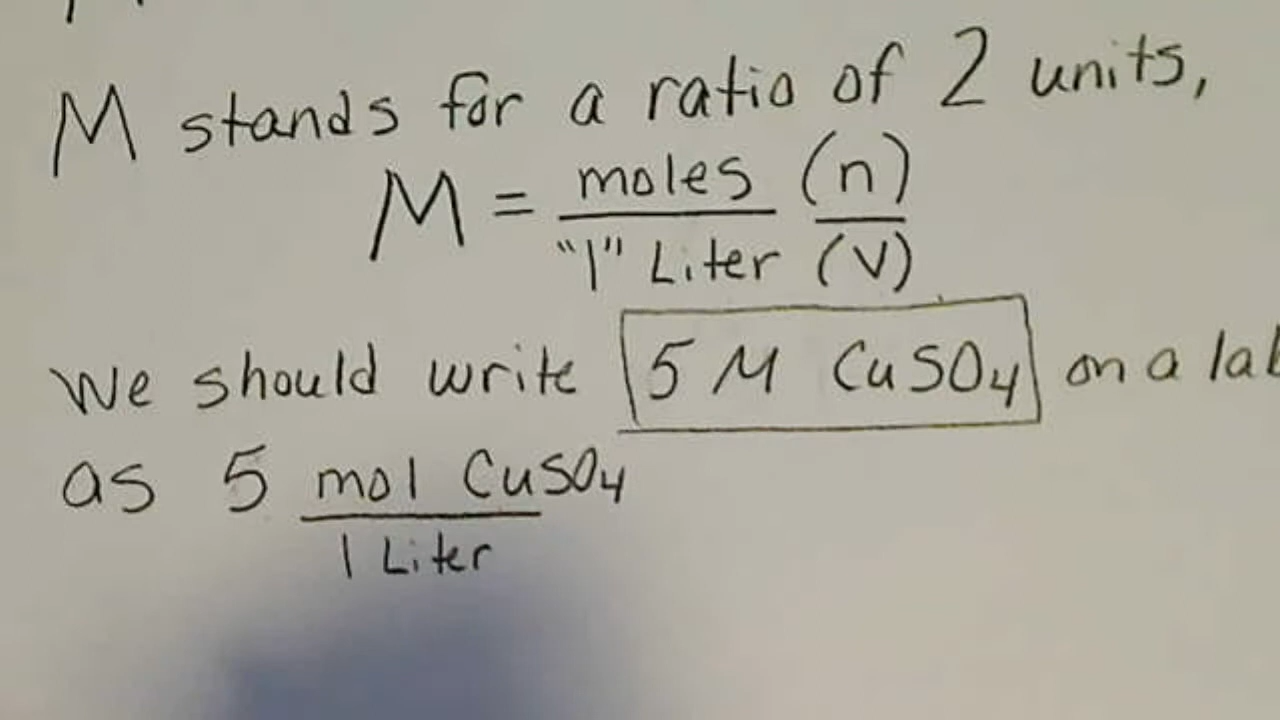 M stands for a ratio of 2 units,
M = moles (n)
"1" Liter (V)
We should write 5 M CuSO4 on a
as 5 mol CuSO4
1 Liter